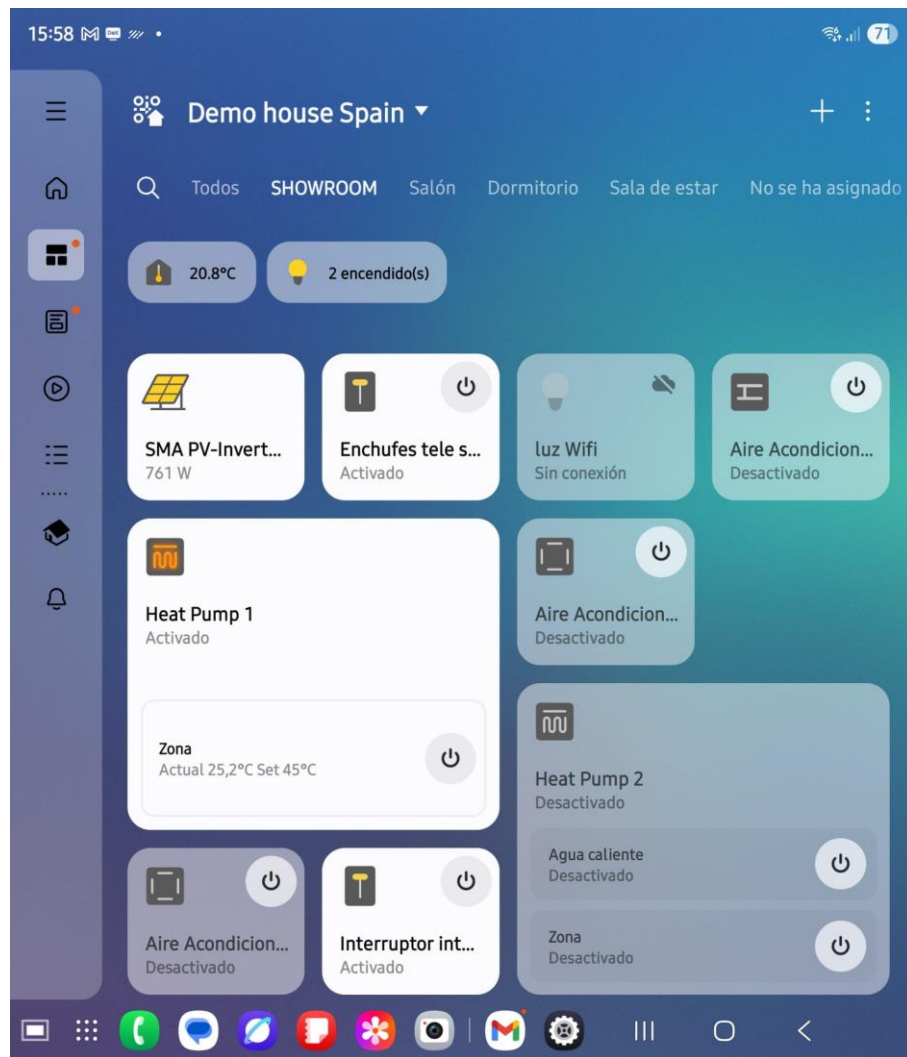 15:58
71
Demo house Spain
Todos SHOWROOM Salón Dormitorio Sala de estar No se ha asignado
20.8°C
2 encendido(s)
SMA PV-Invert...
761 W
Enchufes tele s...
Activado
luz Wifi
Sin conexión
Aire Acondicion...
Desactivado
Heat Pump 1
Activado
Zona
Actual 25,2°C Set 45°C
Aire Acondicion...
Desactivado
Heat Pump 2
Desactivado
Agua caliente
Desactivado
Zona
Desactivado
Aire Acondicion...
Desactivado
Interruptor int...
Activado